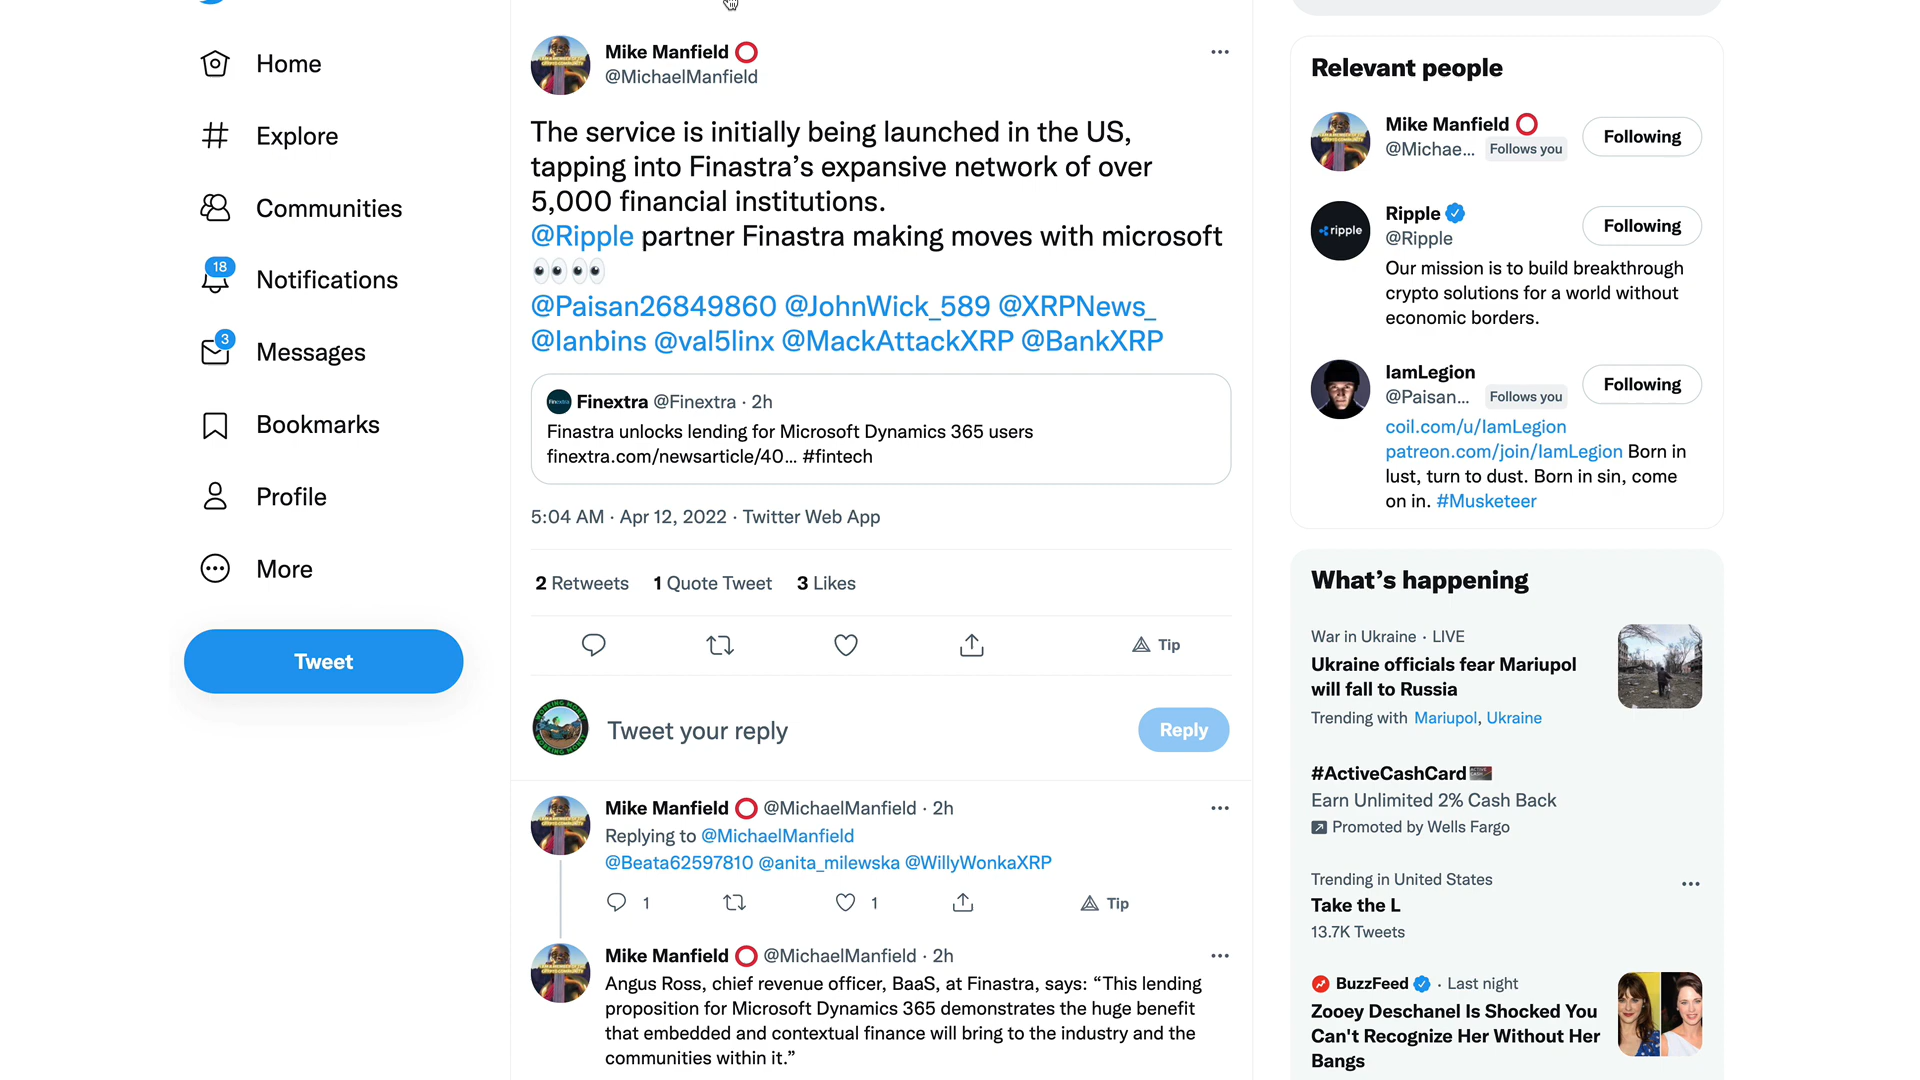 Home
Explore
Communities
18
Notifications
3
Messages
Bookmarks
Profile
More
Tweet
Mike Manfield
@MichaelManfield
The service is initially being launched in the US,
tapping into Finastra’s expansive network of over
5,000 financial institutions.
@Ripple partner Finastra making moves with microsoft
👀👀
@Paisan26849860 @JohnWick_589 @XRPNews_
@Ianbins @val5linx @MackAttackXRP @BankXRP
Finextra @Finextra · 2h
Finastra unlocks lending for Microsoft Dynamics 365 users
finextra.com/newsarticle/40... #fintech
5:04 AM · Apr 12, 2022 · Twitter Web App
2 Retweets 1 Quote Tweet 3 Likes
Tip
Tweet your reply
Reply
Mike Manfield @MichaelManfield · 2h
Replying to @MichaelManfield
@Beata62597810 @anita_milewska @WillyWonkaXRP
1 1 Tip
Mike Manfield @MichaelManfield · 2h
Angus Ross, chief revenue officer, BaaS, at Finastra, says: “This lending
proposition for Microsoft Dynamics 365 demonstrates the huge benefit
that embedded and contextual finance will bring to the industry and the
communities within it.”
Relevant people
Mike Manfield
@Michae... Follows you
Following
Ripple
@Ripple
Following
Our mission is to build breakthrough
crypto solutions for a world without
economic borders.
IamLegion
@Paisan... Follows you
Following
coil.com/u/IamLegion
patreon.com/join/IamLegion Born in
lust, turn to dust. Born in sin, come
on in. #Musketeer
What’s happening
War in Ukraine · LIVE
Ukraine officials fear Mariupol
will fall to Russia
Trending with Mariupol, Ukraine
#ActiveCashCard
Earn Unlimited 2% Cash Back
Promoted by Wells Fargo
Trending in United States
Take the L
13.7K Tweets
BuzzFeed · Last night
Zooey Deschanel Is Shocked You
Can't Recognize Her Without Her
Bangs
ripple